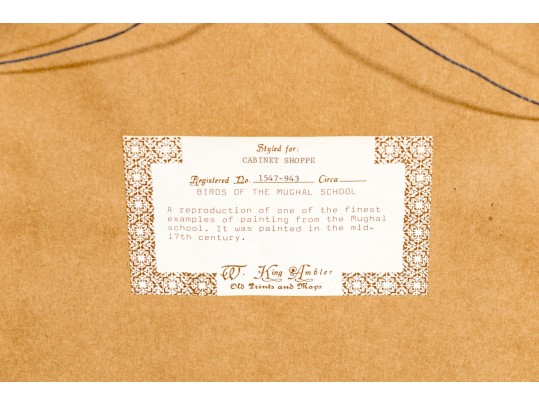 Styled for:
CABINET SHOPPE
Registered No 1547-943 Circa
BIRDS OF THE MUGHAL SCHOOL
A reproduction of one of the finest
examples of painting from the Mughal
school. It was painted in the mid-
17th century.
W. King Ambler
Old Prints and Maps